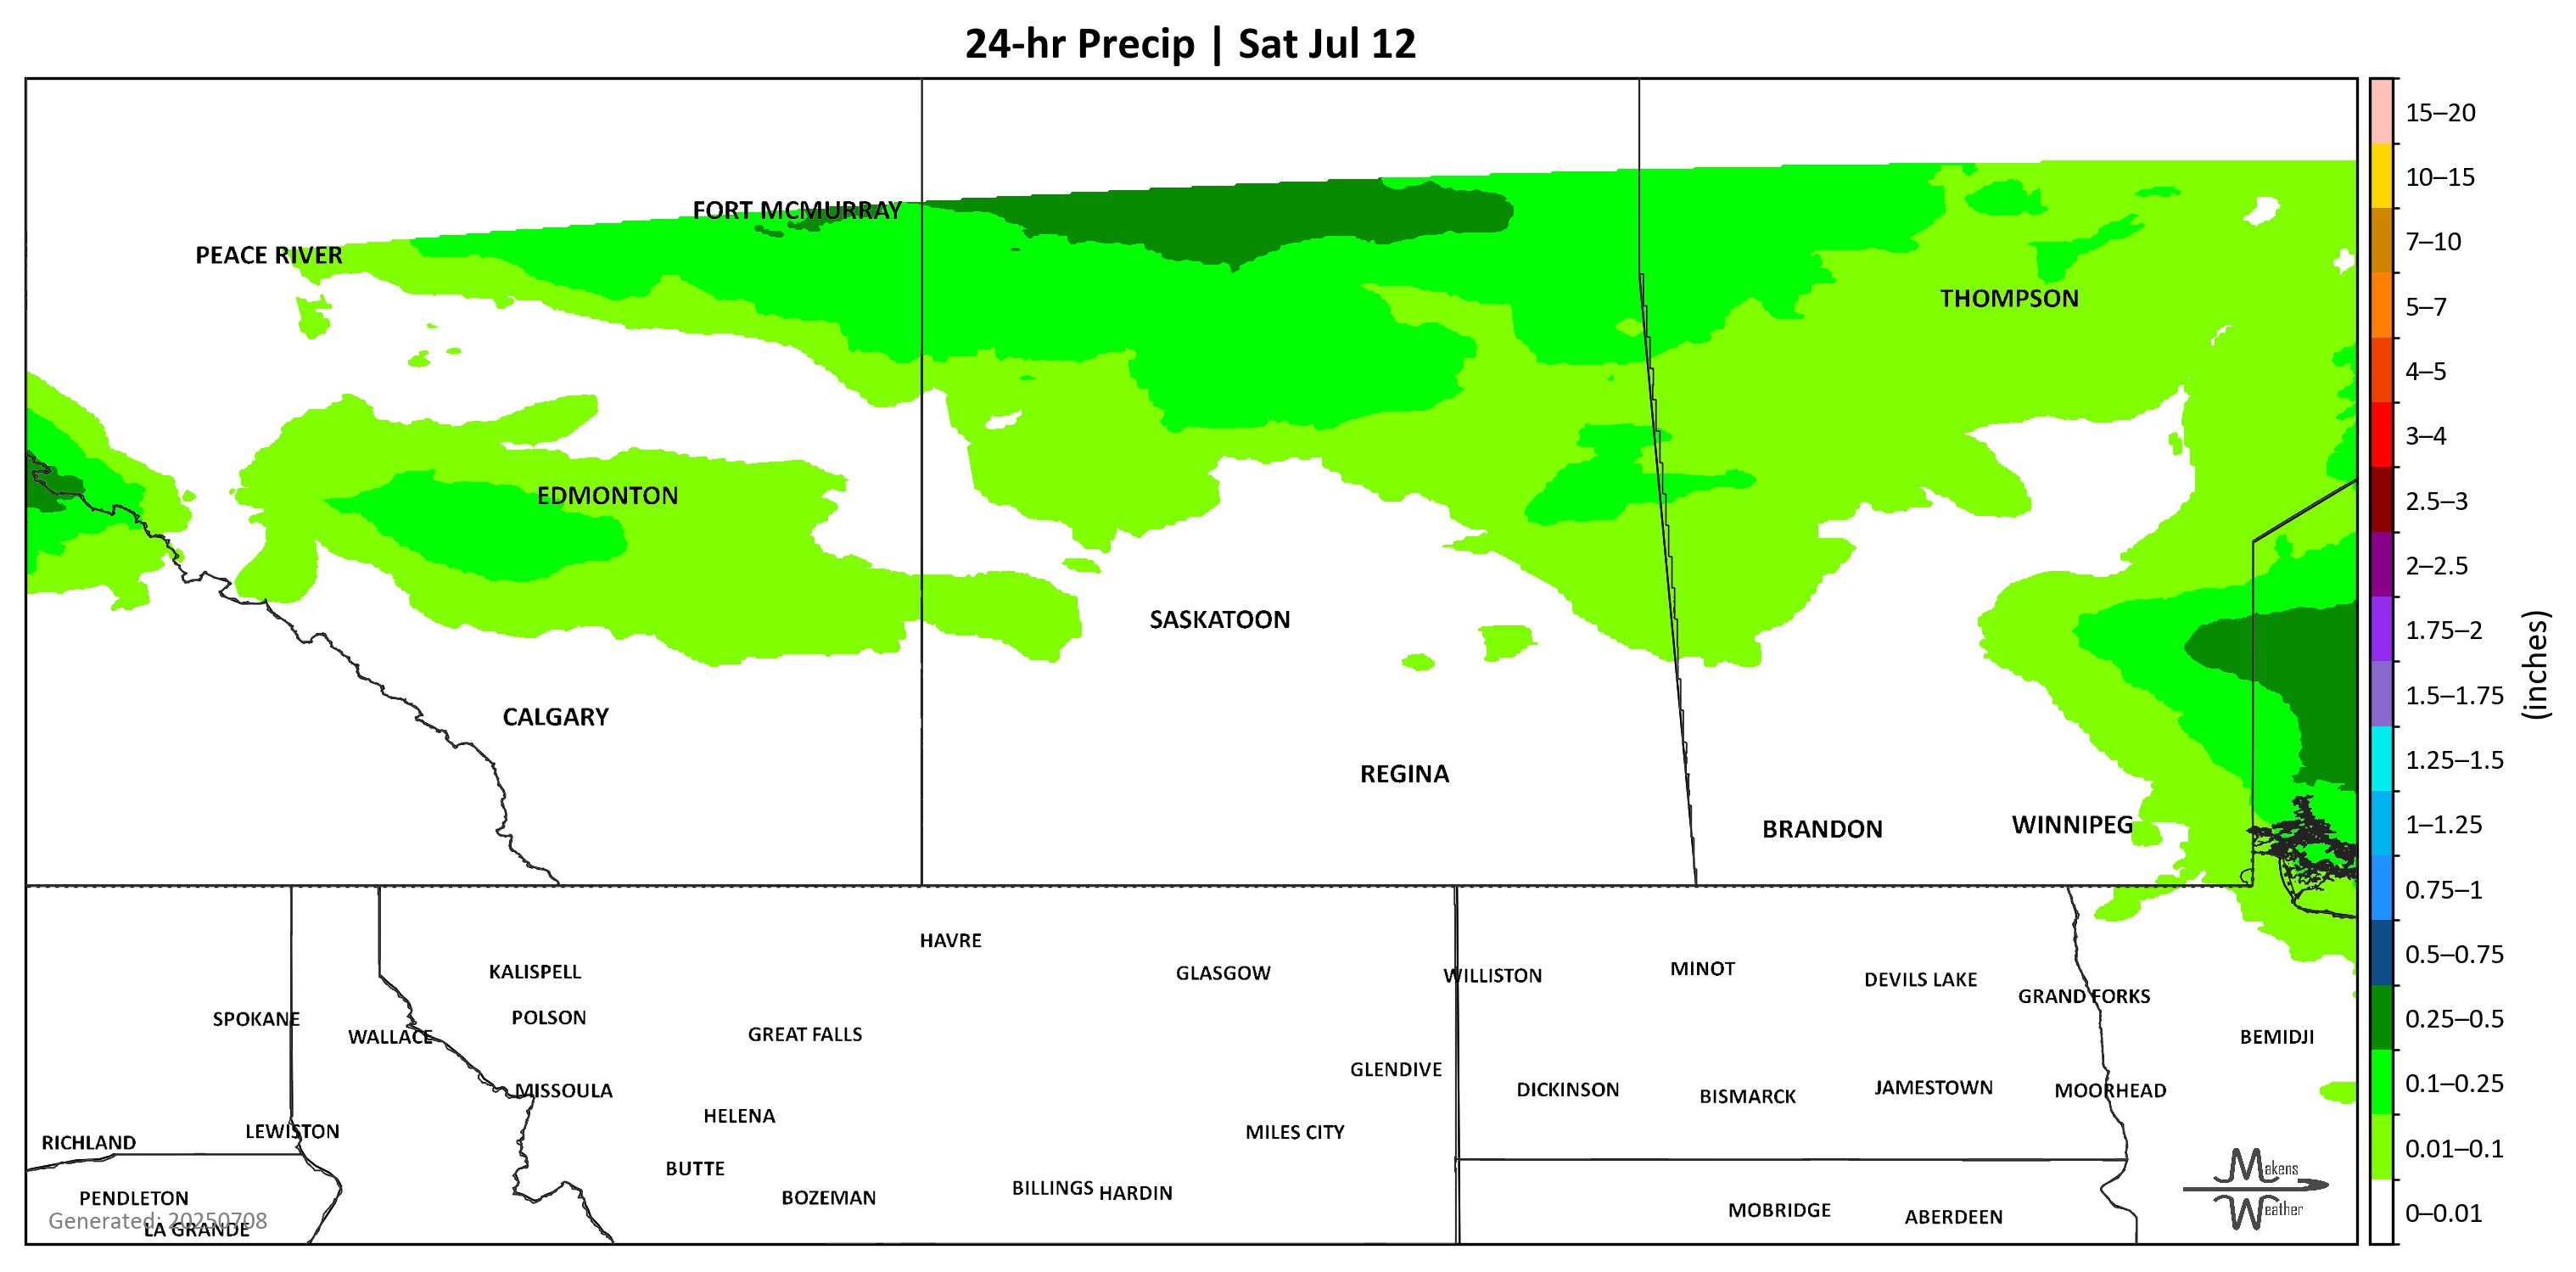 24-hr Precip | Sat Jul 12
FORT MCMURRAY
PEACE RIVER
THOMPSON
EDMONTON
SASKATOON
CALGARY
REGINA
BRANDON
WINNIPEG
HAVRE
KALISPELL
GLASGOW
WILLISTON
MINOT
DEVILS LAKE
GRAND FORKS
SPOKANE
POLSON
WALLACE
GREAT FALLS
BEMIDJI
GLENDIVE
MISSOULA
DICKINSON
BISMARCK
JAMESTOWN
MOORHEAD
HELENA
LEWISTON
MILES CITY
RICHLAND
BUTTE
BILLINGS
HARDIN
BOZEMAN
PENDLETON
MOBRIDGE
ABERDEEN
Generated: 20250708
LA GRANDE
Makens
Weather
15–20
10–15
7–10
5–7
4–5
3–4
2.5–3
2–2.5
1.75–2
1.5–1.75
1.25–1.5
1–1.25
0.75–1
0.5–0.75
0.25–0.5
0.1–0.25
0.01–0.1
0–0.01
(inches)